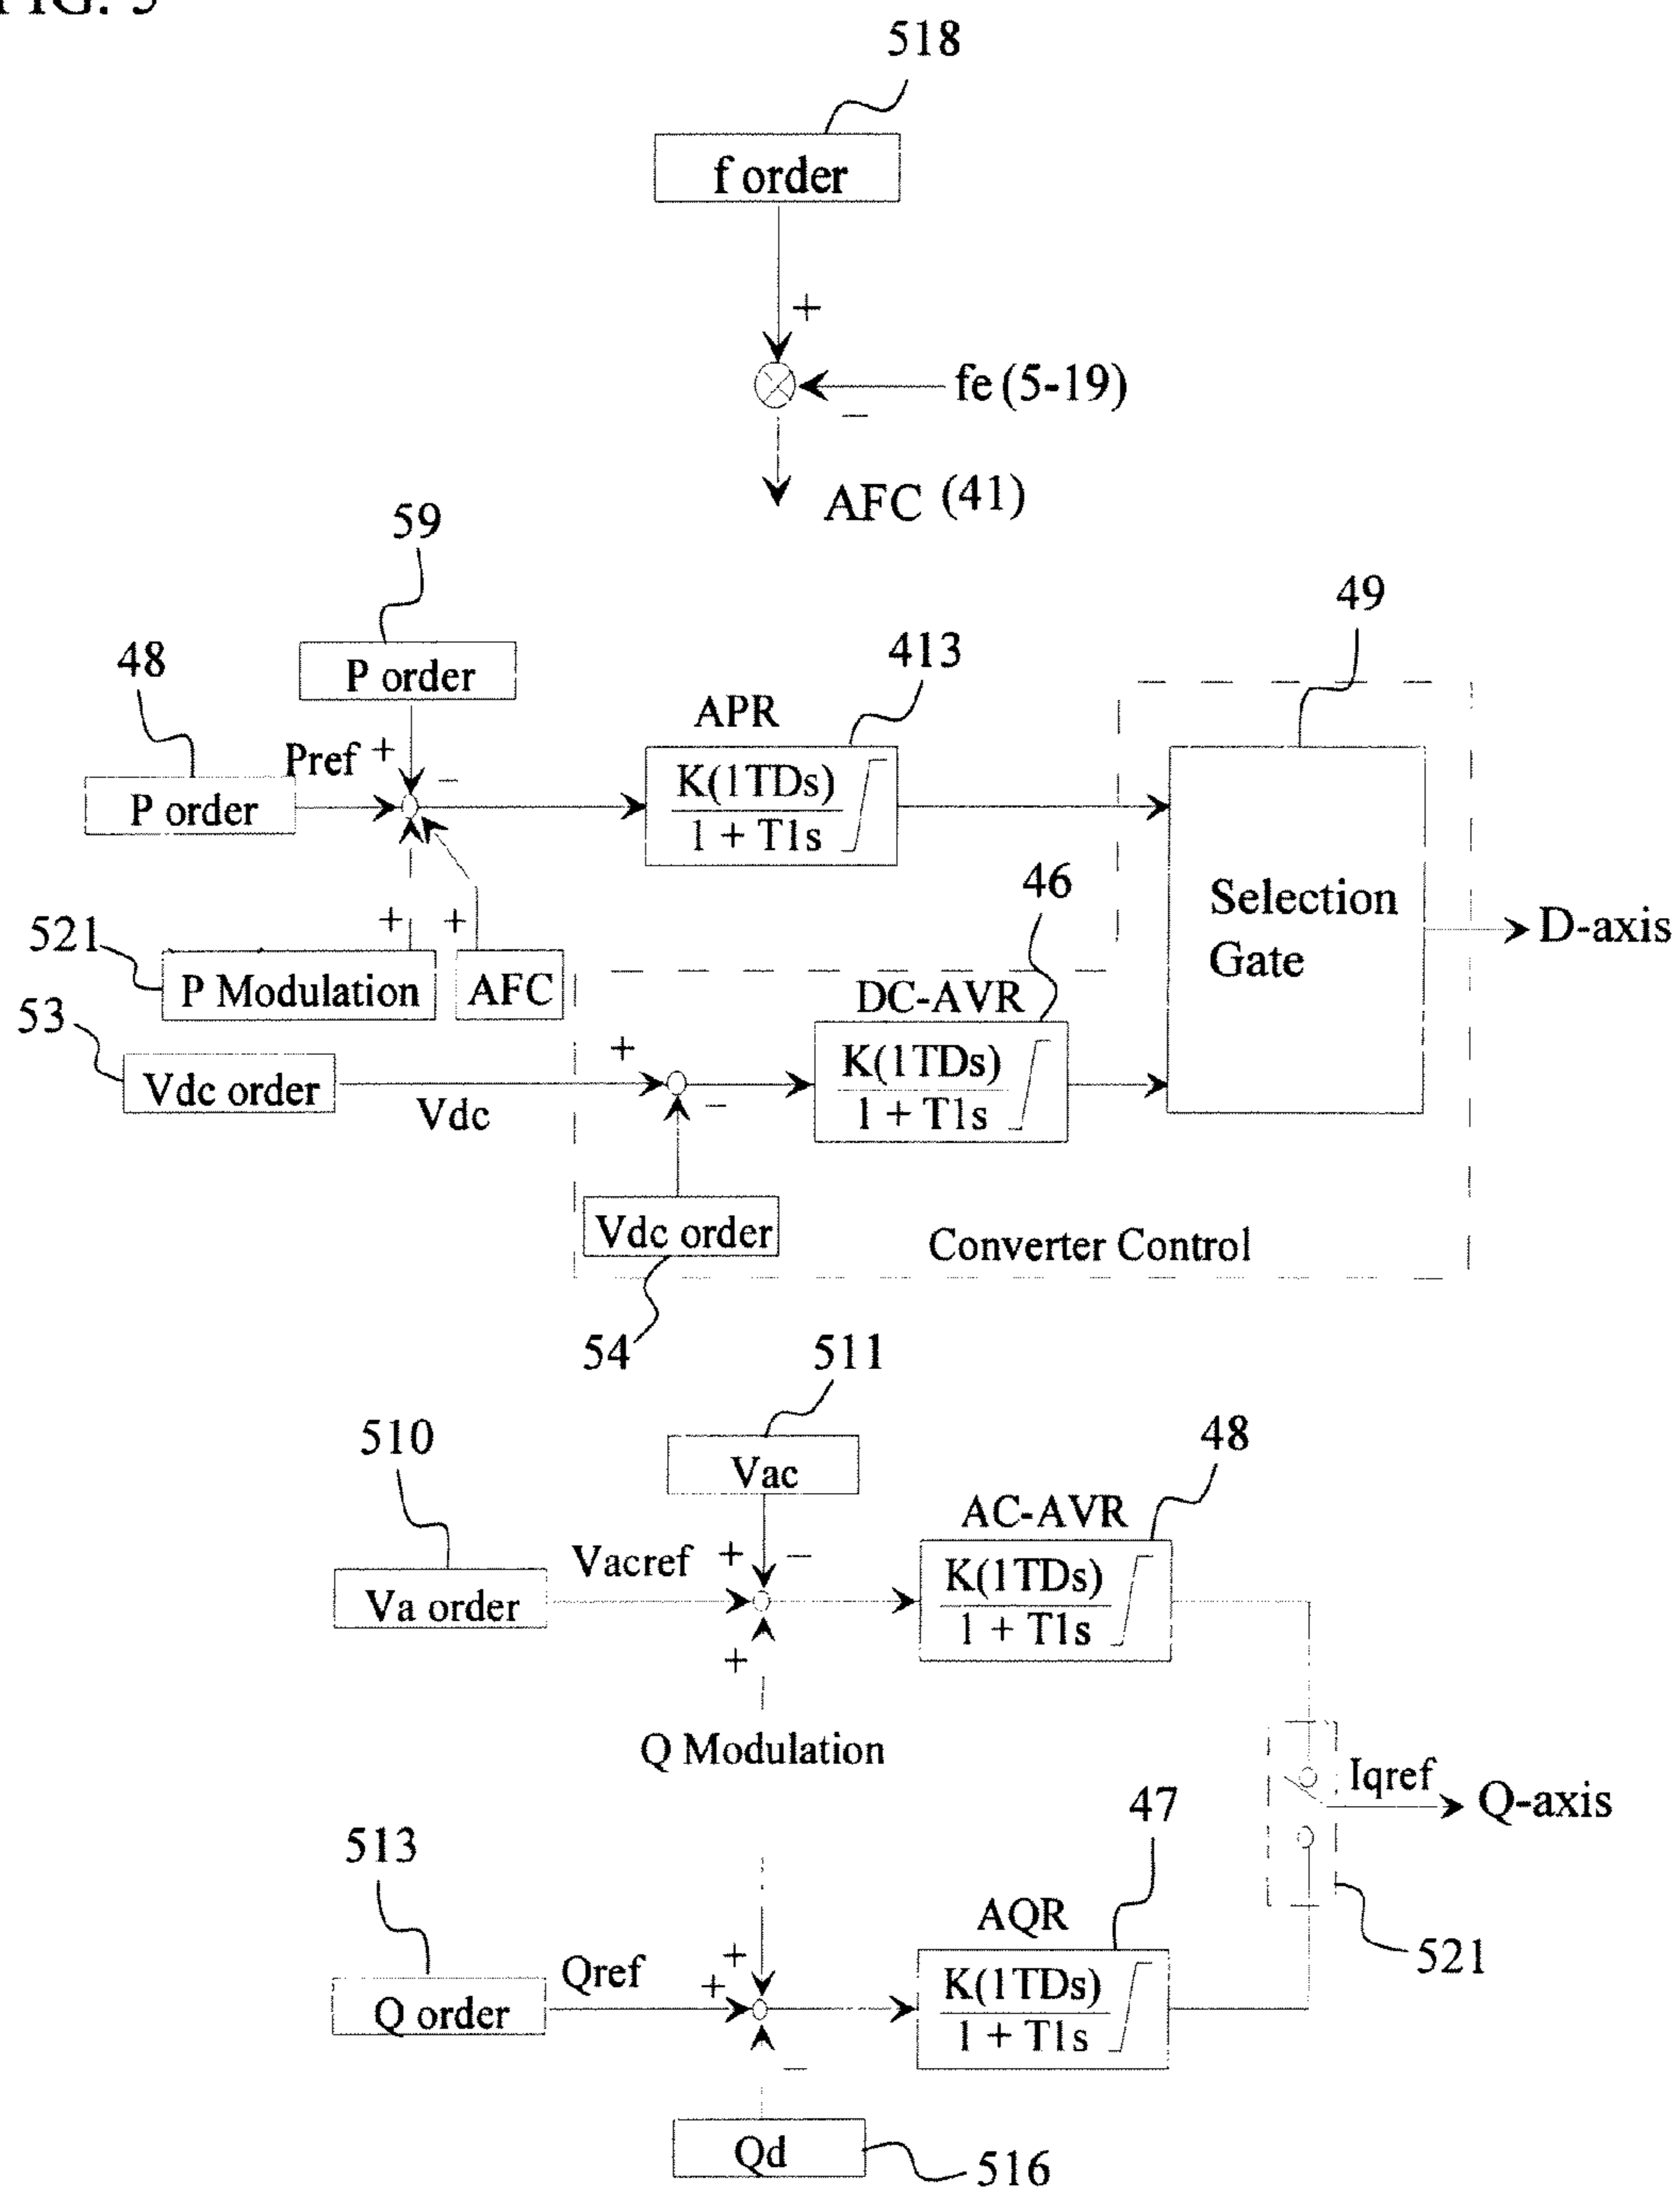 FIG. 5
518
f order
+
fe (5-19)
−
AFC (41)
59
P order
48
Pref
+
−
P order
APR
413
K(1TDs)
1 + T1s
49
Selection
Gate
D-axis
+
+
521
P Modulation
AFC
53
Vdc order
Vdc
+
−
DC-AVR
46
K(1TDs)
1 + T1s
Vdc order
54
Converter Control
511
Vac
510
Va order
Vacref
+
−
+
AC-AVR
48
K(1TDs)
1 + T1s
Q Modulation
Iqref
Q-axis
521
513
Q order
Qref
+
+
−
AQR
47
K(1TDs)
1 + T1s
Qd
516